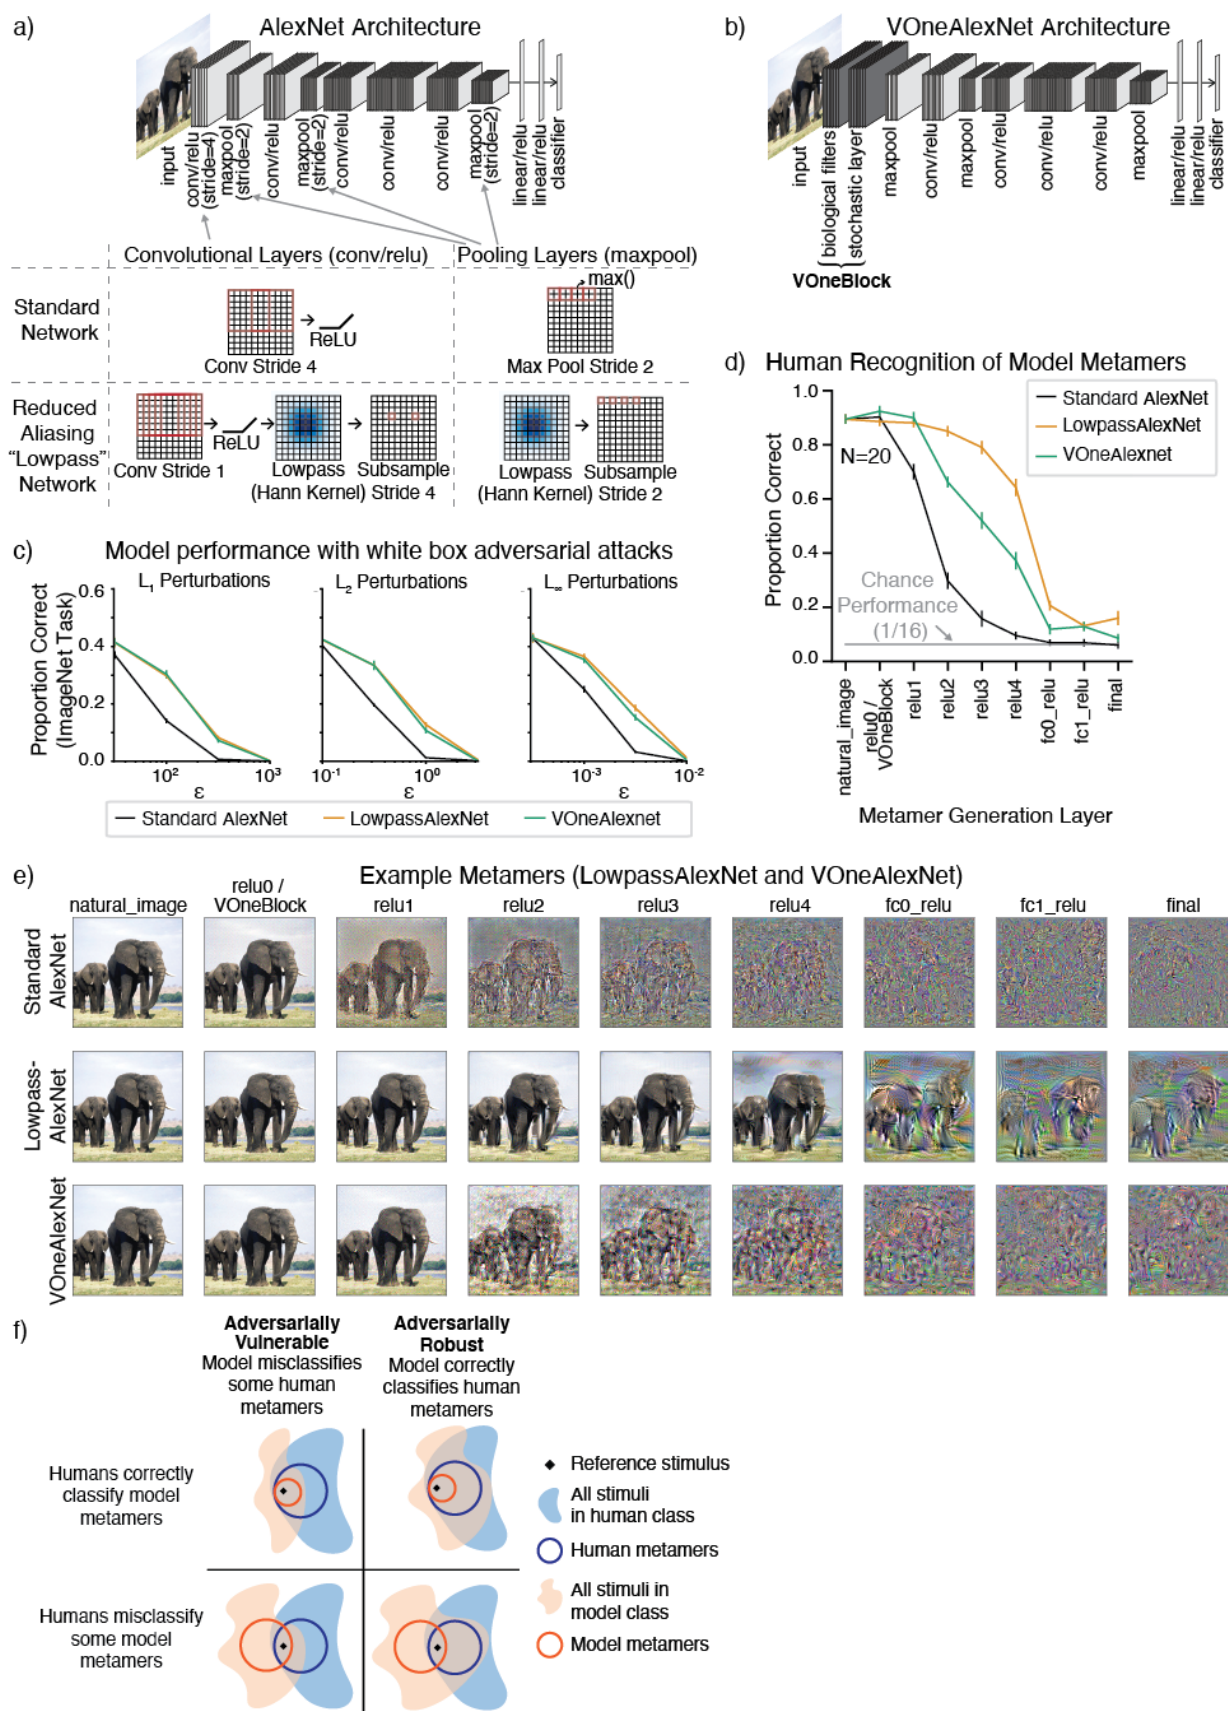 a)
AlexNet Architecture
input
conv/relu
(stride=4)
maxpool
(stride=2)
conv/relu
maxpool
(stride=2)
conv/relu
conv/relu
conv/relu
maxpool
(stride=2)
linear/relu
linear/relu
classifier
Convolutional Layers (conv/relu)
Pooling Layers (maxpool)
Standard
Network
ReLU
Conv Stride 4
max()
Max Pool Stride 2
Reduced
Aliasing
"Lowpass"
Network
Conv Stride 1
ReLU
Lowpass
(Hann Kernel)
Subsample
Stride 4
Lowpass
(Hann Kernel)
Subsample
Stride 2
b)
VOneAlexNet Architecture
input
biological filters
stochastic layer
VOneBlock
maxpool
conv/relu
maxpool
conv/relu
conv/relu
conv/relu
maxpool
linear/relu
linear/relu
classifier
c)
Model performance with white box adversarial attacks
L1 Perturbations
L2 Perturbations
L∞ Perturbations
Proportion Correct
(ImageNet Task)
0.6
0.4
0.2
0.0
10² 10³
ε
10⁻¹ 10⁰
ε
10⁻³ 10⁻²
ε
Standard AlexNet
LowpassAlexNet
VOneAlexnet
d)
Human Recognition of Model Metamers
Standard AlexNet
LowpassAlexNet
VOneAlexnet
N=20
Proportion Correct
1.0
0.8
0.6
0.4
0.2
0.0
Chance
Performance
(1/16)
natural_image
relu0 /
VOneBlock
relu1
relu2
relu3
relu4
fc0_relu
fc1_relu
final
Metamer Generation Layer
e)
Example Metamers (LowpassAlexNet and VOneAlexNet)
natural_image
relu0 /
VOneBlock
relu1
relu2
relu3
relu4
fc0_relu
fc1_relu
final
Standard
AlexNet
Lowpass-
AlexNet
VOneAlexNet
f)
Adversarially
Vulnerable
Model misclassifies
some human
metamers
Adversarially
Robust
Model correctly
classifies human
metamers
Humans correctly
classify model
metamers
Humans misclassify
some model
metamers
Reference stimulus
All stimuli
in human class
Human metamers
All stimuli in
model class
Model metamers